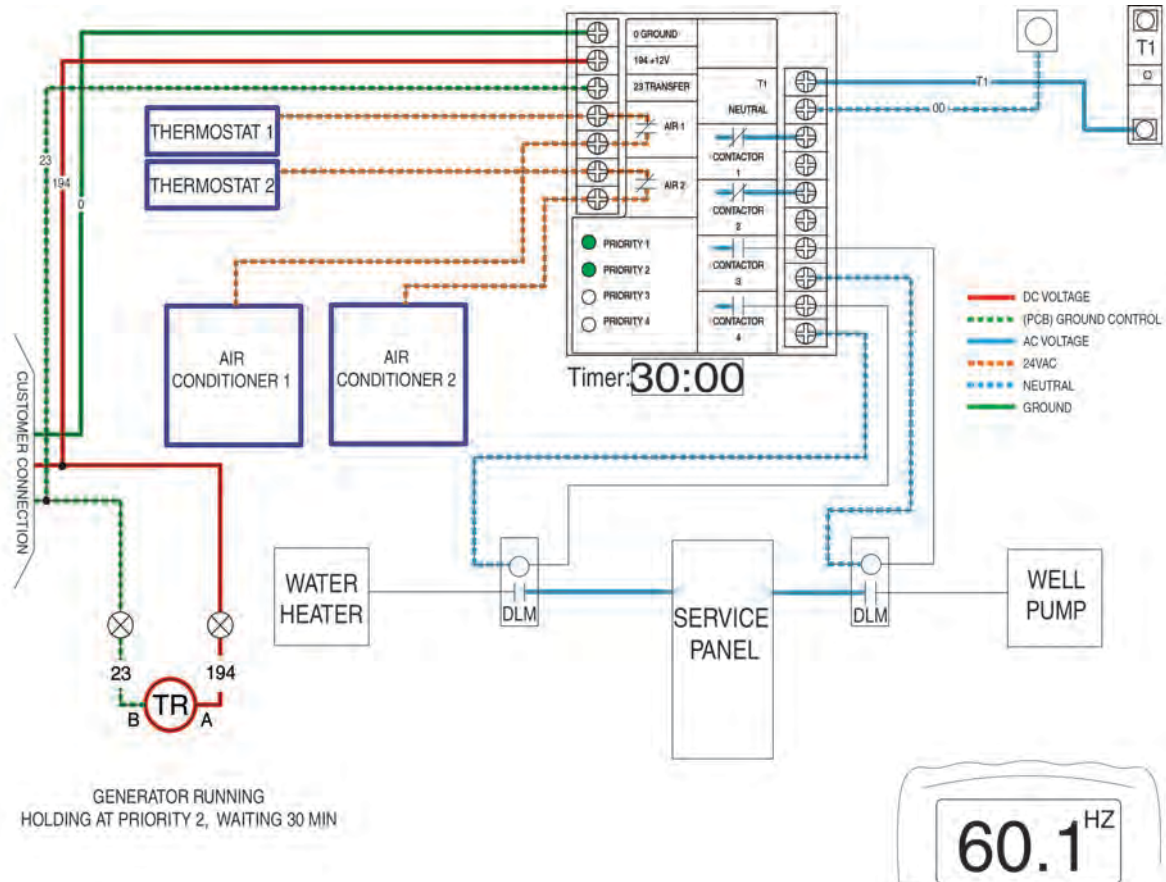 0 GROUND
194 +12V
23 TRANSFER
AIR 1
AIR 2
T1
NEUTRAL
CONTACTOR
1
CONTACTOR
2
CONTACTOR
3
CONTACTOR
4
PRIORITY 1
PRIORITY 2
PRIORITY 3
PRIORITY 4
Timer:30:00
T1
00
T1
THERMOSTAT 1
THERMOSTAT 2
23
194
0
AIR
CONDITIONER 1
AIR
CONDITIONER 2
DC VOLTAGE
(PCB) GROUND CONTROL
AC VOLTAGE
24VAC
NEUTRAL
GROUND
CUSTOMER CONNECTION
WATER
HEATER
DLM
SERVICE
PANEL
DLM
WELL
PUMP
23
194
B
TR
A
GENERATOR RUNNING
HOLDING AT PRIORITY 2, WAITING 30 MIN
60.1 HZ